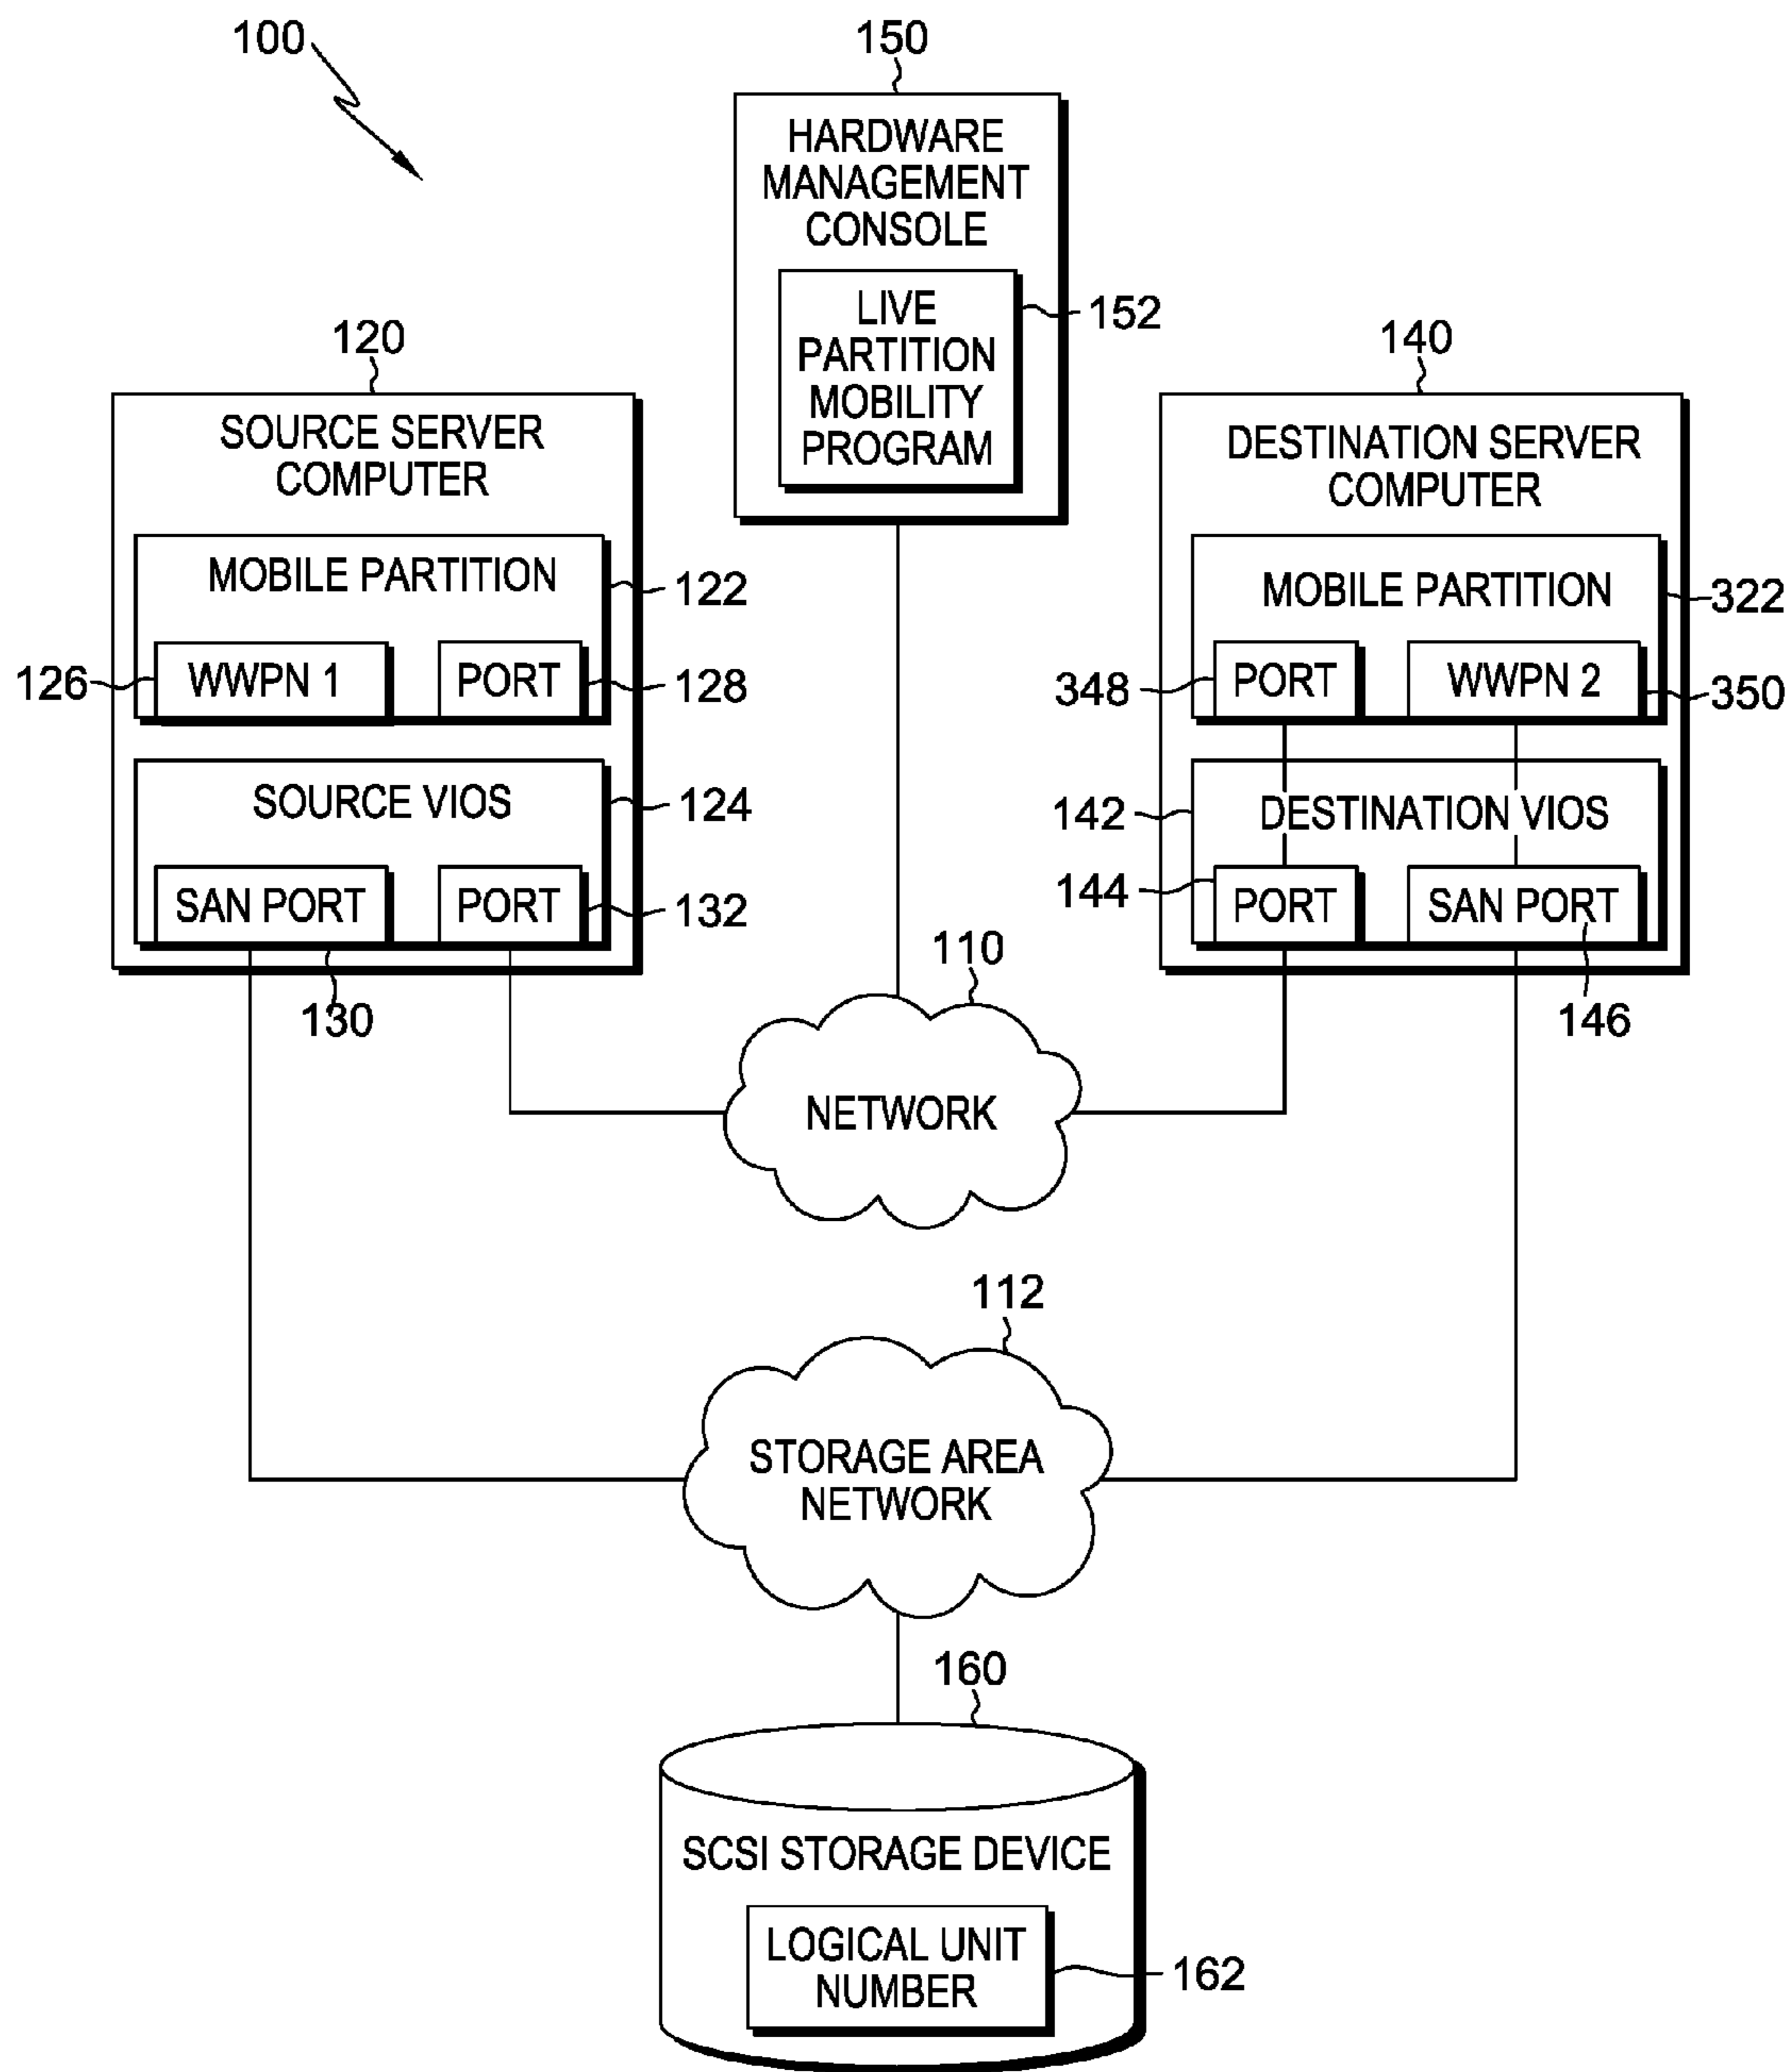 100
150
HARDWARE
MANAGEMENT
CONSOLE
LIVE
PARTITION
MOBILITY
PROGRAM
152
120
SOURCE SERVER
COMPUTER
MOBILE PARTITION
122
126
WWPN 1
PORT
128
SOURCE VIOS
124
SAN PORT
PORT
132
130
140
DESTINATION SERVER
COMPUTER
MOBILE PARTITION
322
348
PORT
WWPN 2
350
142
DESTINATION VIOS
144
PORT
SAN PORT
146
110
NETWORK
112
STORAGE AREA
NETWORK
160
SCSI STORAGE DEVICE
LOGICAL UNIT
NUMBER
162